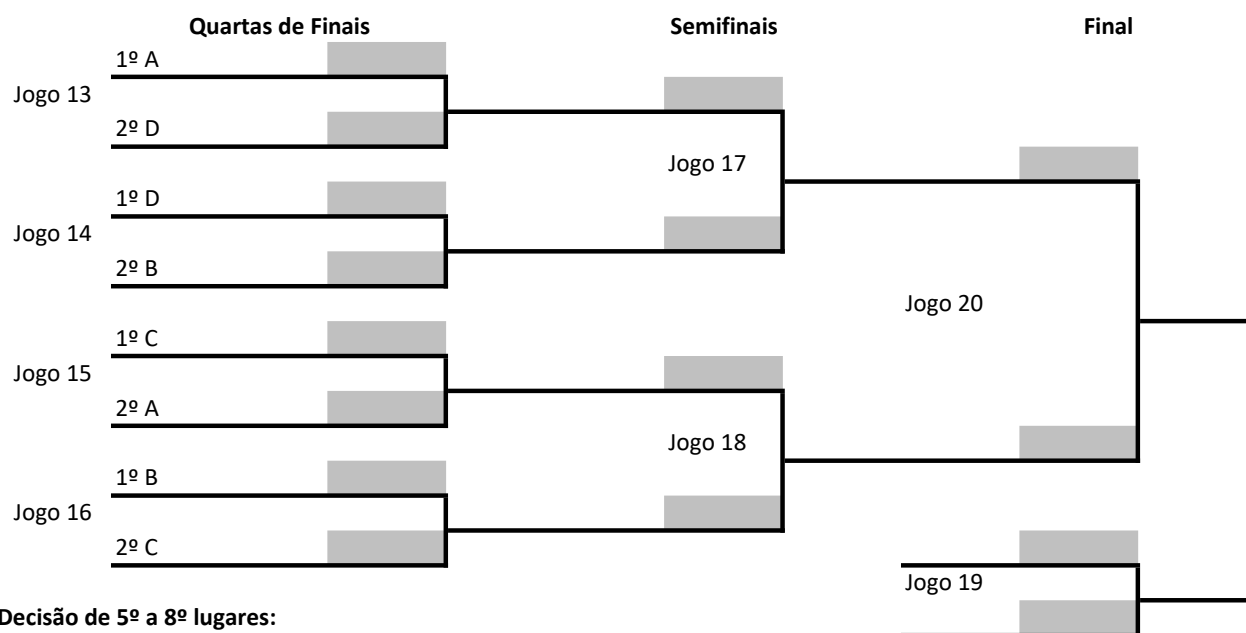 Quartas de Finais Semifinais Final
1º A
Jogo 13
2º D
Jogo 17
1º D
Jogo 14
2º B
Jogo 20
1º C
Jogo 15
2º A
Jogo 18
1º B
Jogo 16
2º C
Jogo 19
Decisão de 5º a 8º lugares: